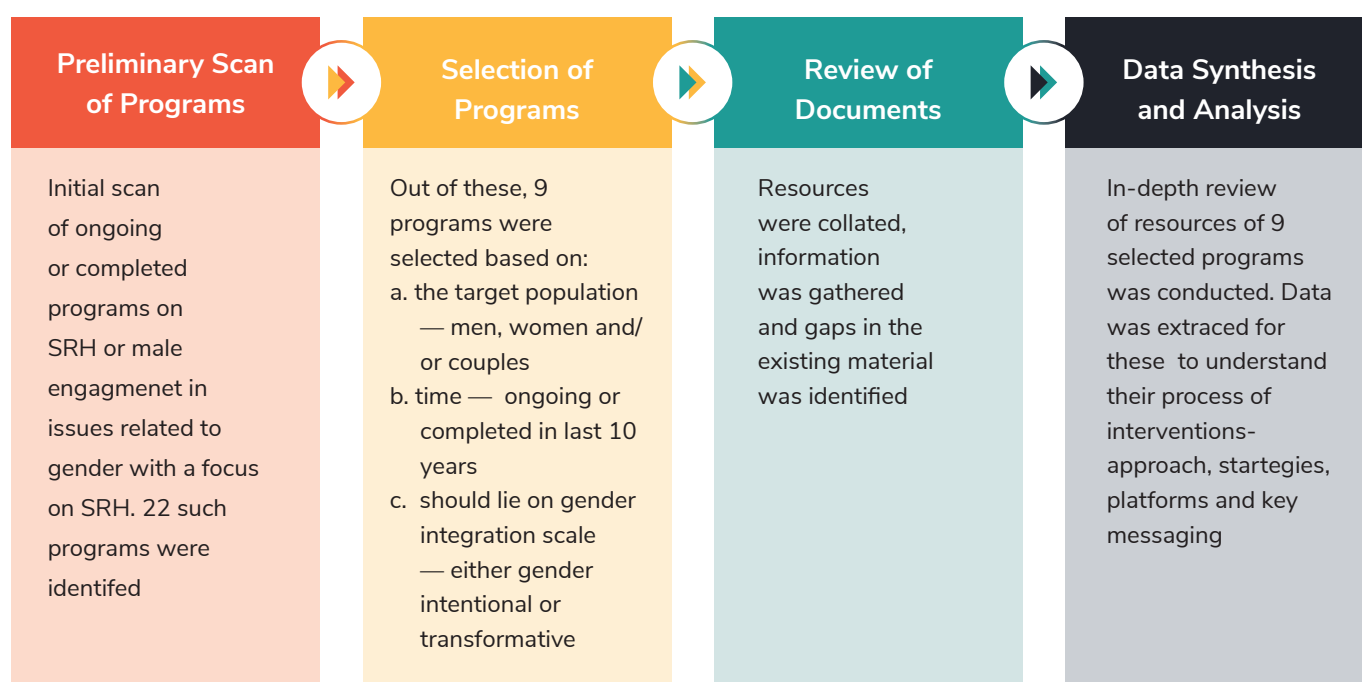 Preliminary Scan
of Programs
Initial scan
of ongoing
or completed
programs on
SRH or male
engagmenet in
issues related to
gender with a focus
on SRH. 22 such
programs were
identifed
Selection of
Programs
Out of these, 9
programs were
selected based on:
a. the target population
— men, women and/
or couples
b. time —  ongoing or
completed in last 10
years
c.  should lie on gender
integration scale
— either gender
intentional or
transformative
Review of
Documents
Resources
were collated,
information
was gathered
and gaps in the
existing material
was identified
Data Synthesis
and Analysis
In-depth review
of resources of 9
selected programs
was conducted. Data
was extraced for
these  to understand
their process of
interventions-
approach, startegies,
platforms and key
messaging